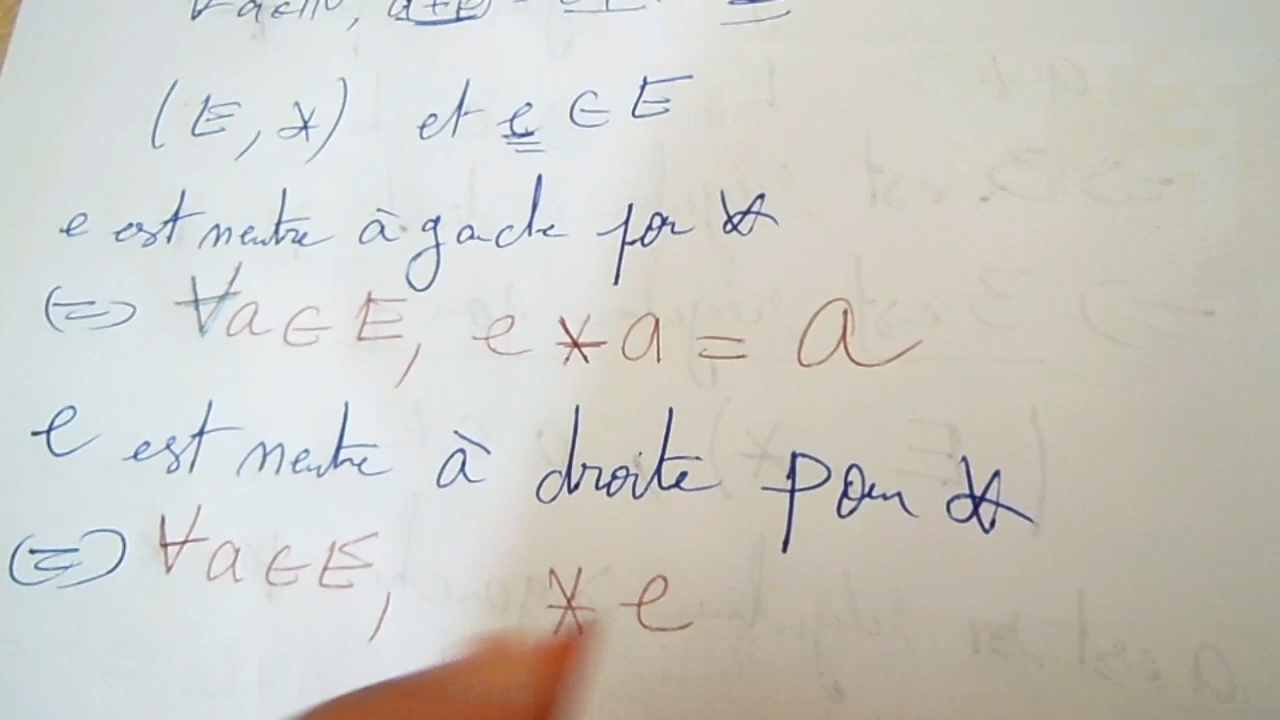 ∀a∈
(E, *) et e ∈ E
e est neutre à gauche pour *
⇔ ∀a∈E, e * a = a
e est neutre à droite pour *
⇔ ∀a∈E, * e